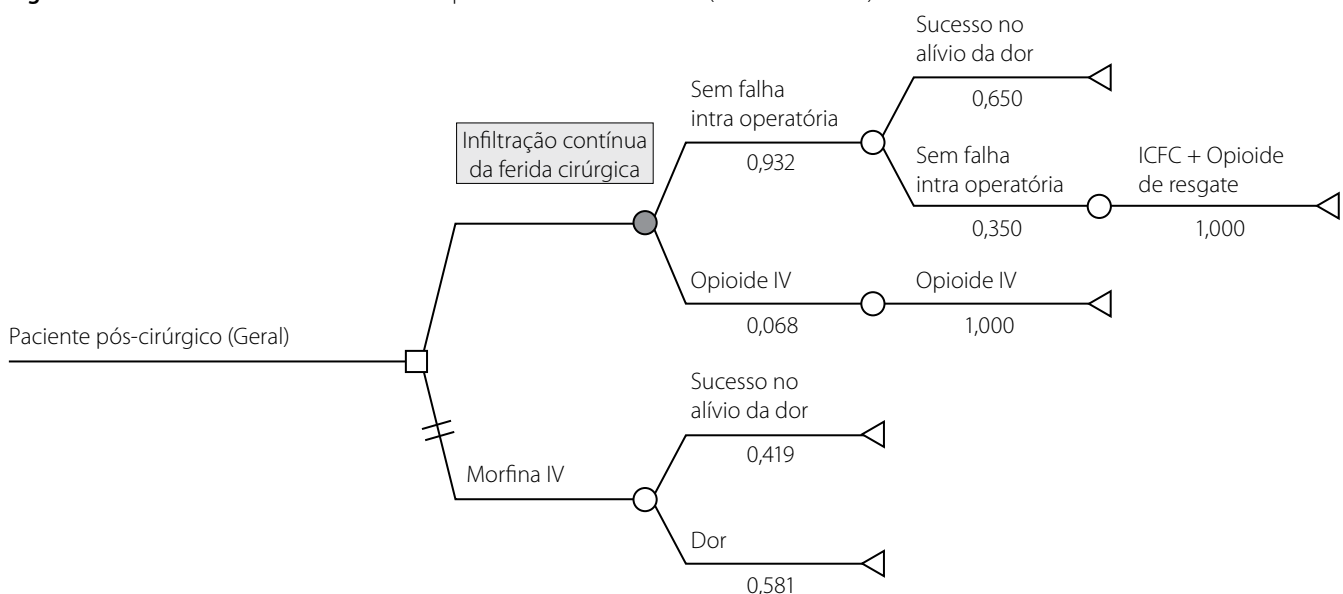 Sucesso no
alívio da dor
0,650
Sem falha
intra operatória
0,932
Infiltração contínua
da ferida cirúrgica
Sem falha
intra operatória
0,350
ICFC + Opioide
de resgate
1,000
Opioide IV
0,068
Opioide IV
1,000
Paciente pós-cirúrgico (Geral)
Sucesso no
alívio da dor
0,419
Morfina IV
Dor
0,581